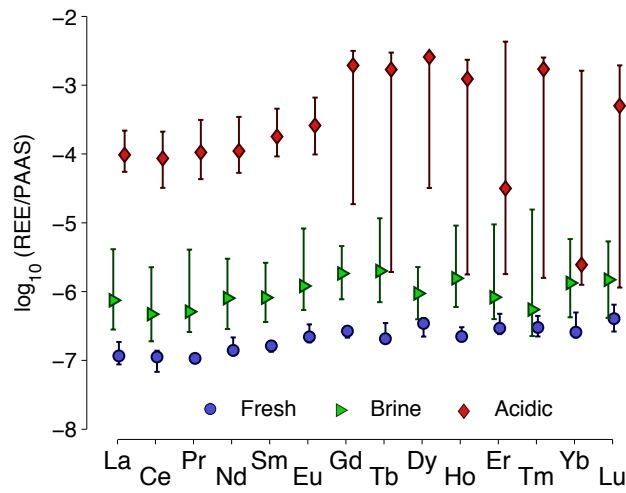 log10 (REE/PAAS)
−2
−3
−4
−5
−6
−7
−8
Fresh
Brine
Acidic
La
Ce
Pr
Nd
Sm
Eu
Gd
Tb
Dy
Ho
Er
Tm
Yb
Lu